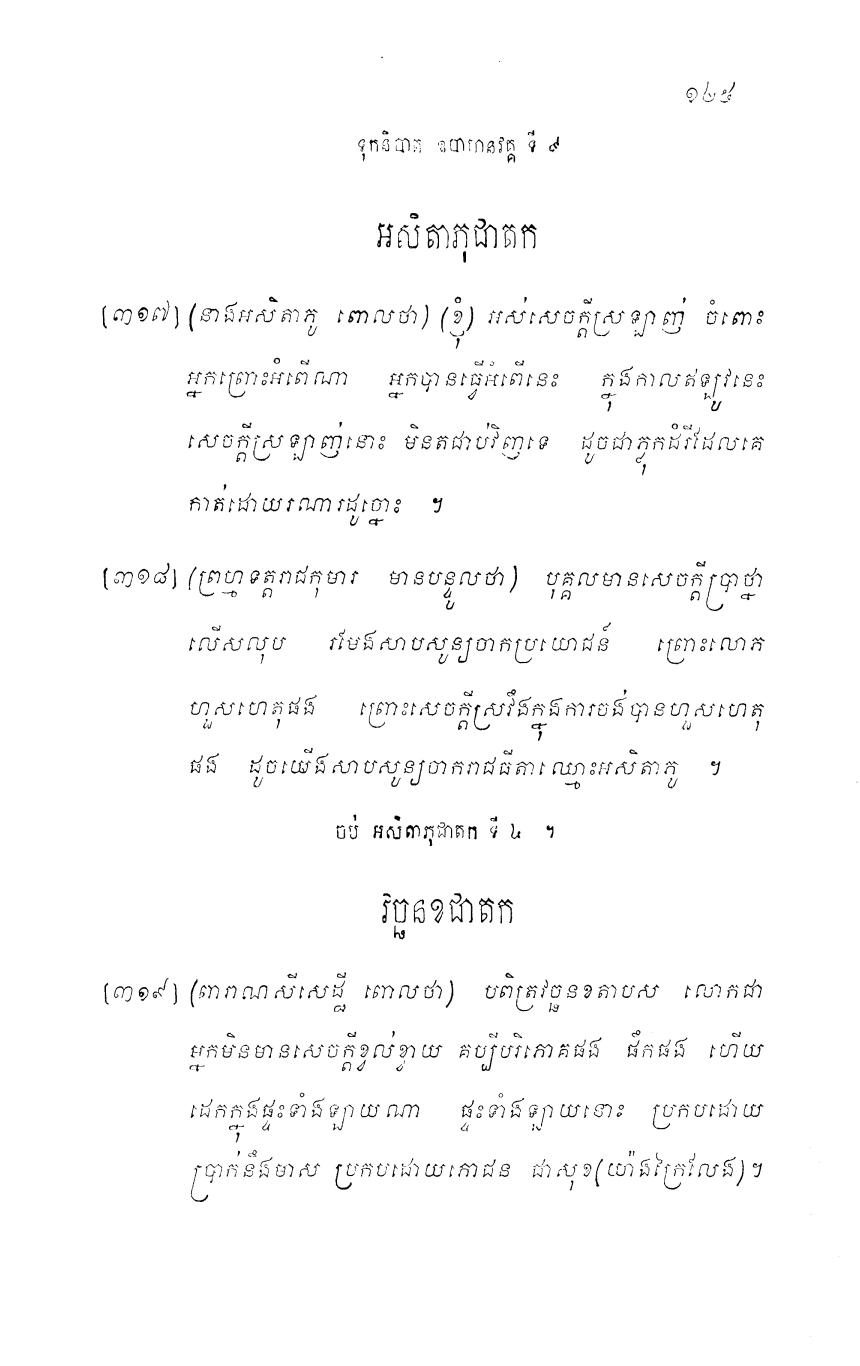 ១២៥
ទុកនិបាត ឧបាហនវគ្គ ទី ៩
អសិតាភុជាតក
[៣១៧] (នាងអសិតាភូ ពោលថា) (ខ្ញុំ) អស់សេចក្តីស្រឡាញ់ ចំពោះ
អ្នកព្រោះអំពើណា អ្នកបានធ្វើអំពើនេះ ក្នុងកាលឥឡូវនេះ
សេចក្តីស្រឡាញ់នោះ មិនតជាប់វិញទេ ដូចជាភ្លុកដំរីដែលគេ
កាត់ដោយរណារដូច្នោះ ។
[៣១៨] (ព្រហ្មទត្តរាជកុមារ មានបន្ទូលថា) បុគ្គលមានសេចក្តីប្រាថ្នា
លើសលុប រមែងសាបសូន្យចាកប្រយោជន៍ ព្រោះលោភ
ហួសហេតុផង ព្រោះសេចក្តីស្រវឹងក្នុងការចង់បានហួសហេតុ
ផង ដូចយើងសាបសូន្យចាករាជធីតាឈ្មោះអសិតាភូ ។
ចប់ អសិតាភុជាតក ទី ៤ ។
វច្ឆនខជាតក
[៣១៩] (ពារាណសីសេដ្ឋី ពោលថា) បពិត្រវច្ឆនខតាបស លោកជា
អ្នកមិនមានសេចក្តីខ្វល់ខ្វាយ គប្បីបរិភោគផង ផឹកផង ហើយ
ដេកក្នុងផ្ទះទាំងឡាយណា ផ្ទះទាំងឡាយនោះ ប្រកបដោយ
ប្រាក់នឹងមាស ប្រកបដោយភោជន ជាសុខ(យ៉ាងក្រៃលែង)។